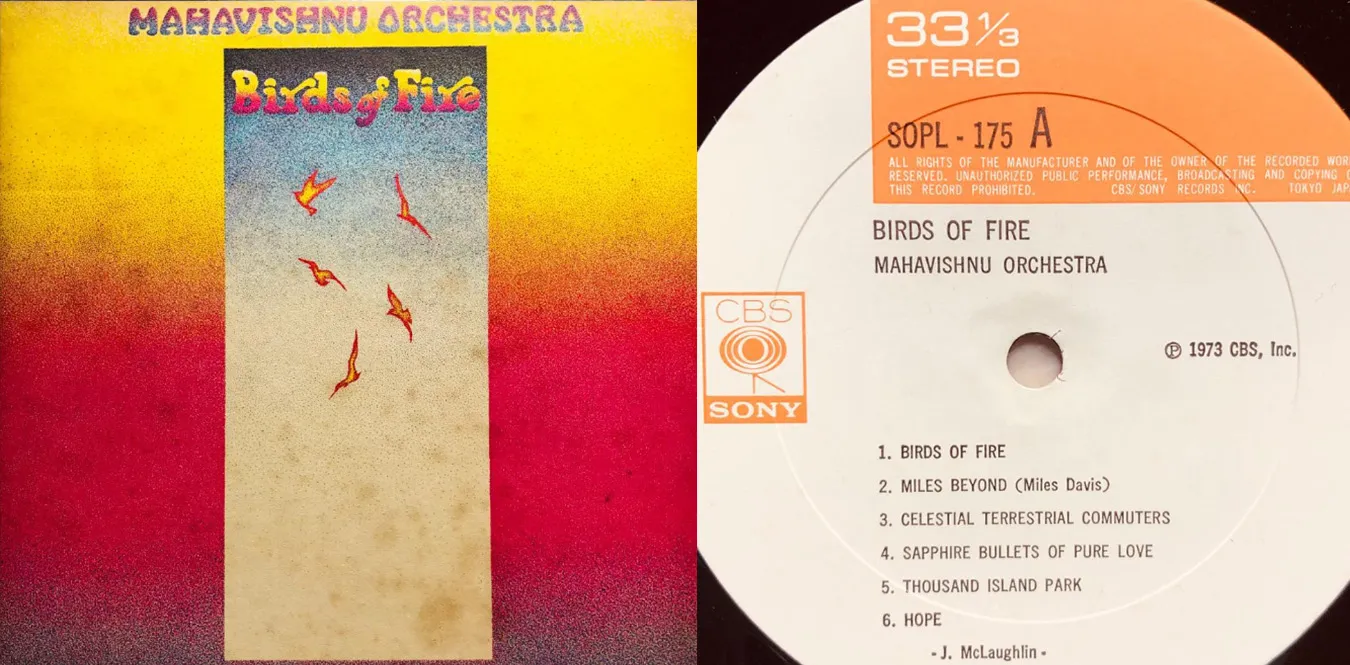 MAHAVISHNU ORCHESTRA
Birds of Fire
33 1/3
STEREO
SOPL - 175 A
ALL RIGHTS OF THE MANUFACTURER AND OF THE OWNER OF THE RECORDED
RESERVED. UNAUTHORIZED PUBLIC PERFORMANCE, BROADCASTING AND COPYING
THIS RECORD PROHIBITED. CBS/SONY RECORDS INC. TOKYO
BIRDS OF FIRE
MAHAVISHNU ORCHESTRA
CBS
SONY
℗ 1973 CBS, Inc.
1. BIRDS OF FIRE
2. MILES BEYOND (Miles Davis)
3. CELESTIAL TERRESTRIAL COMMUTERS
4. SAPPHIRE BULLETS OF PURE LOVE
5. THOUSAND ISLAND PARK
6. HOPE
- J. McLaughlin -